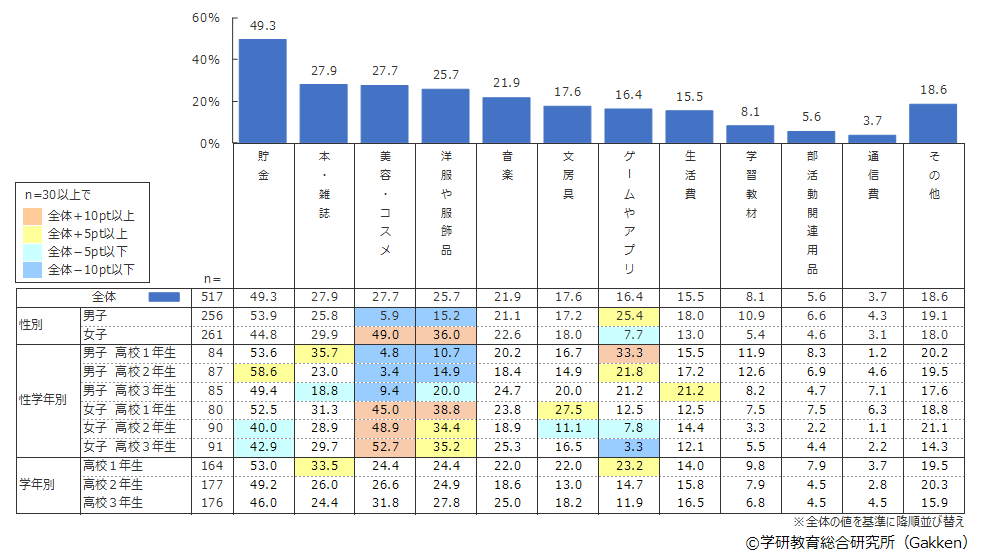 60%
40%
20%
0%
49.3 27.9 27.7 25.7 21.9 17.6 16.4 15.5 8.1 5.6 3.7 18.6
貯金 本・雑誌 美容・コスメ 洋服や服飾品 音楽 文房具 ゲームやアプリ 生活費 学習教材 部活動関連用品 通信費 その他
n=30以上で
全体+10pt以上
全体+5pt以上
全体-5pt以下
全体-10pt以下
n=
全体 517 49.3 27.9 27.7 25.7 21.9 17.6 16.4 15.5 8.1 5.6 3.7 18.6
性別
男子 256 53.9 25.8 5.9 15.2 21.1 17.2 25.4 18.0 10.9 6.6 4.3 19.1
女子 261 44.8 29.9 49.0 36.0 22.6 18.0 7.7 13.0 5.4 4.6 3.1 18.0
性学年別
男子 高校1年生 84 53.6 35.7 4.8 10.7 20.2 16.7 33.3 15.5 11.9 8.3 1.2 20.2
男子 高校2年生 87 58.6 23.0 3.4 14.9 18.4 14.9 21.8 17.2 12.6 6.9 4.6 19.5
男子 高校3年生 85 49.4 18.8 9.4 20.0 24.7 20.0 21.2 21.2 8.2 4.7 7.1 17.6
女子 高校1年生 80 52.5 31.3 45.0 38.8 23.8 27.5 12.5 12.5 7.5 7.5 6.3 18.8
女子 高校2年生 90 40.0 28.9 48.9 34.4 18.9 11.1 7.8 14.4 3.3 2.2 1.1 21.1
女子 高校3年生 91 42.9 29.7 52.7 35.2 25.3 16.5 3.3 12.1 5.5 4.4 2.2 14.3
学年別
高校1年生 164 53.0 33.5 24.4 24.4 22.0 22.0 23.2 14.0 9.8 7.9 3.7 19.5
高校2年生 177 49.2 26.0 26.6 24.9 18.6 13.0 14.7 15.8 7.9 4.5 2.8 20.3
高校3年生 176 46.0 24.4 31.8 27.8 25.0 18.2 11.9 16.5 6.8 4.5 4.5 15.9
※全体の値を基準に降順並び替え
©学研教育総合研究所（Gakken）